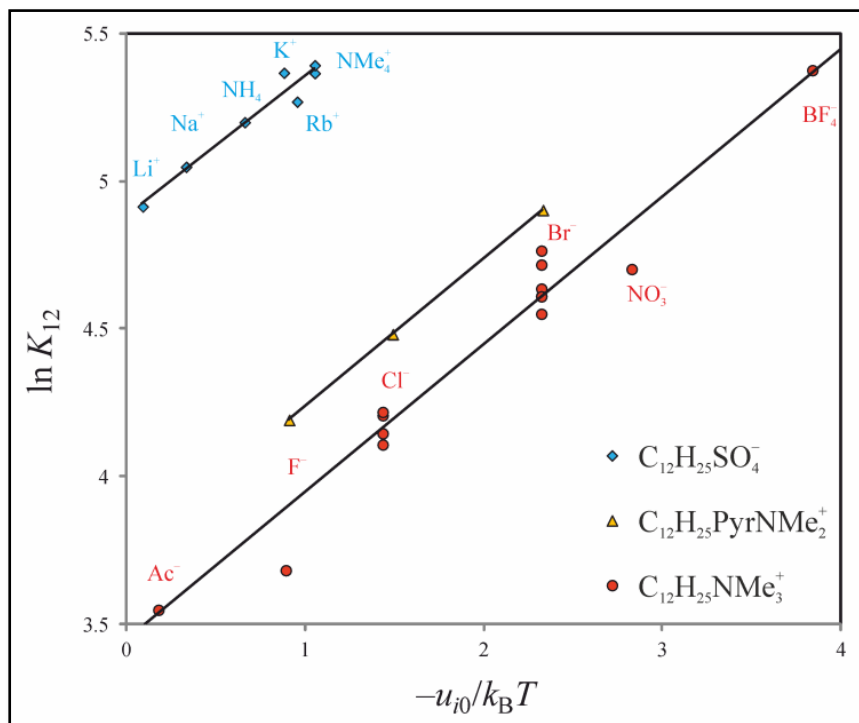 5.5
5
4.5
4
3.5
ln K₁₂
K⁺
NMe₄⁺
NH₄
Na⁺
Rb⁺
Li⁺
BF₄⁻
Br⁻
NO₃⁻
Cl⁻
F⁻
Ac⁻
C₁₂H₂₅SO₄⁻
C₁₂H₂₅PyrNMe₂⁺
C₁₂H₂₅NMe₃⁺
0 1 2 3 4
−uᵢ₀/k_BT